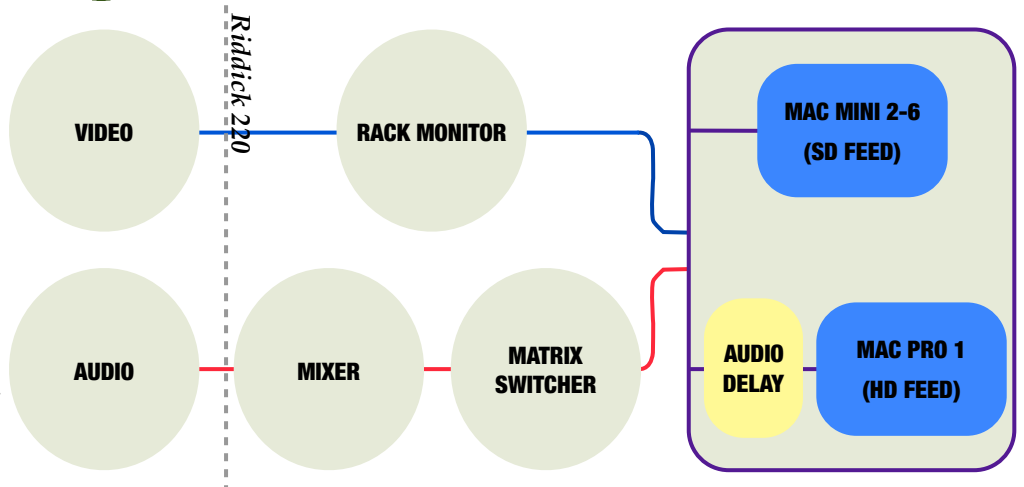 Riddick 220
VIDEO
RACK MONITOR
MAC MINI 2-6
(SD FEED)
AUDIO
MIXER
MATRIX
SWITCHER
AUDIO
DELAY
MAC PRO 1
(HD FEED)